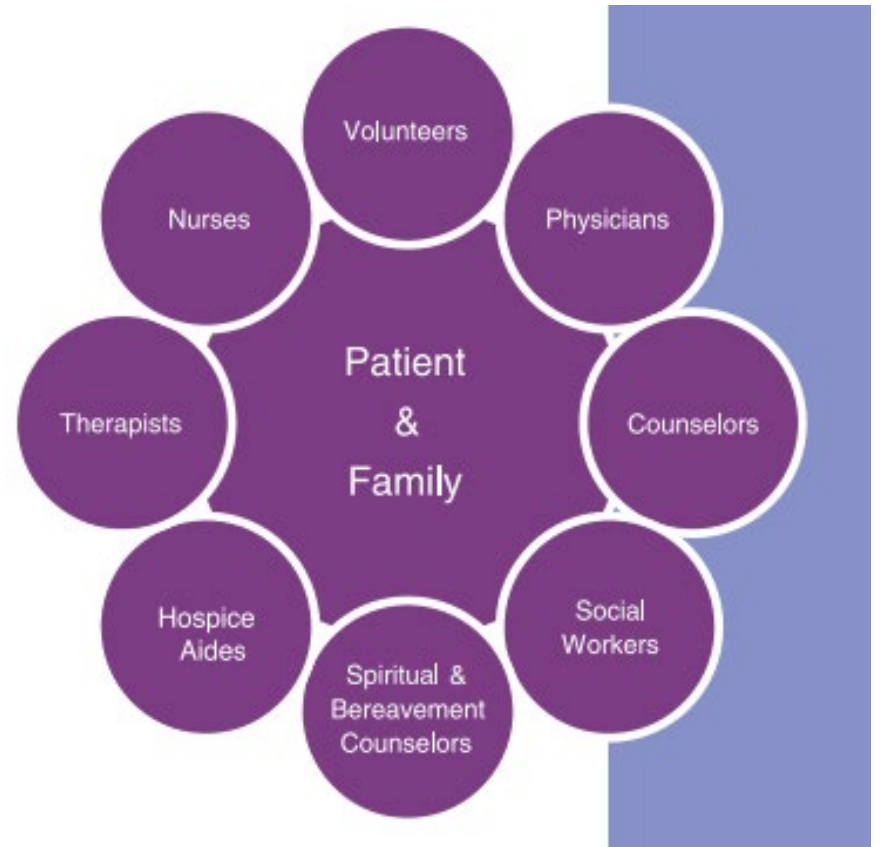 Volunteers
Physicians
Counselors
Social
Workers
Spiritual &
Bereavement
Counselors
Hospice
Aides
Therapists
Nurses
Patient
&
Family